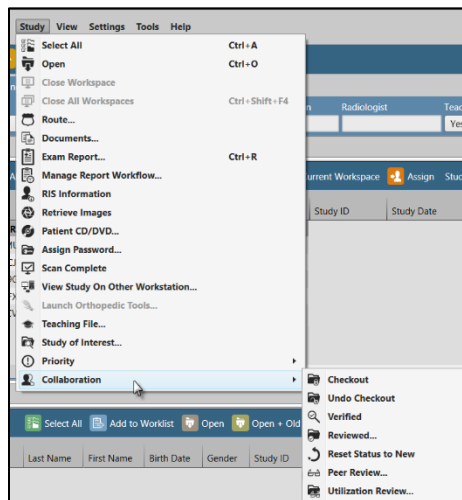 Study View Settings Tools Help
Select All Ctrl+A
Open Ctrl+O
Close Workspace
Close All Workspaces Ctrl+Shift+F4
Route...
Documents...
Exam Report... Ctrl+R
Manage Report Workflow...
RIS Information
Retrieve Images
Patient CD/DVD...
Assign Password...
Scan Complete
View Study On Other Workstation...
Launch Orthopedic Tools...
Teaching File...
Study of Interest...
Priority
Collaboration
Radiologist
Yes
Workspace Assign
Study ID Study Date
Checkout
Undo Checkout
Verified
Reviewed...
Reset Status to New
Peer Review...
Utilization Review...
Select All Add to Worklist Open Open + Old
Last Name First Name Birth Date Gender Study ID